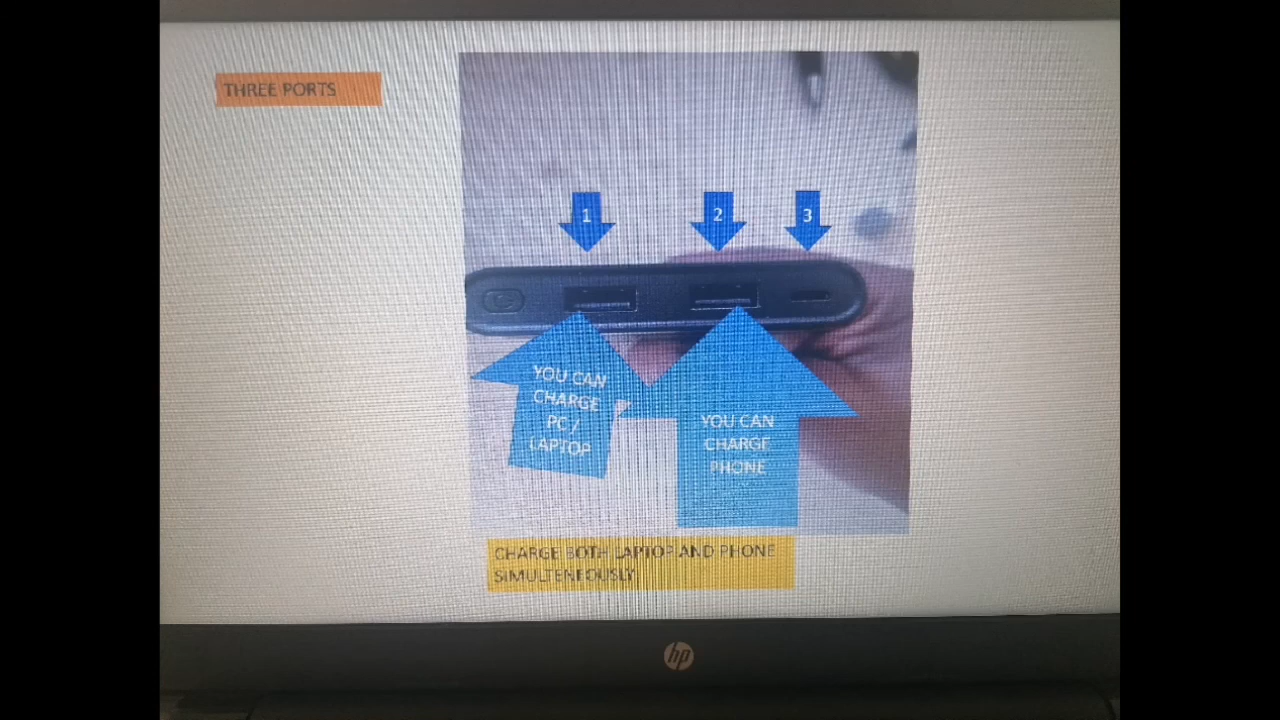 THREE PORTS
1
2
3
YOU CAN
CHARGE
PC /
LAPTOP
YOU CAN
CHARGE
PHONE
CHARGE BOTH LAPTOP AND PHONE
SIMULTENEOUSLY
hp